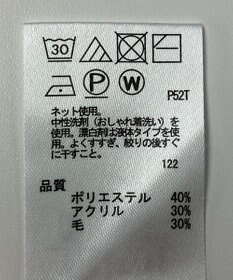 30
P W
P52T
ネット使用。
中性洗剤（おしゃれ着洗い）を
使用。漂白剤は液体タイプを使
用。よくすすぎ、絞りの後すぐ
に干すこと。
122
品質
ポリエステル 40%
アクリル 30%
毛 30%